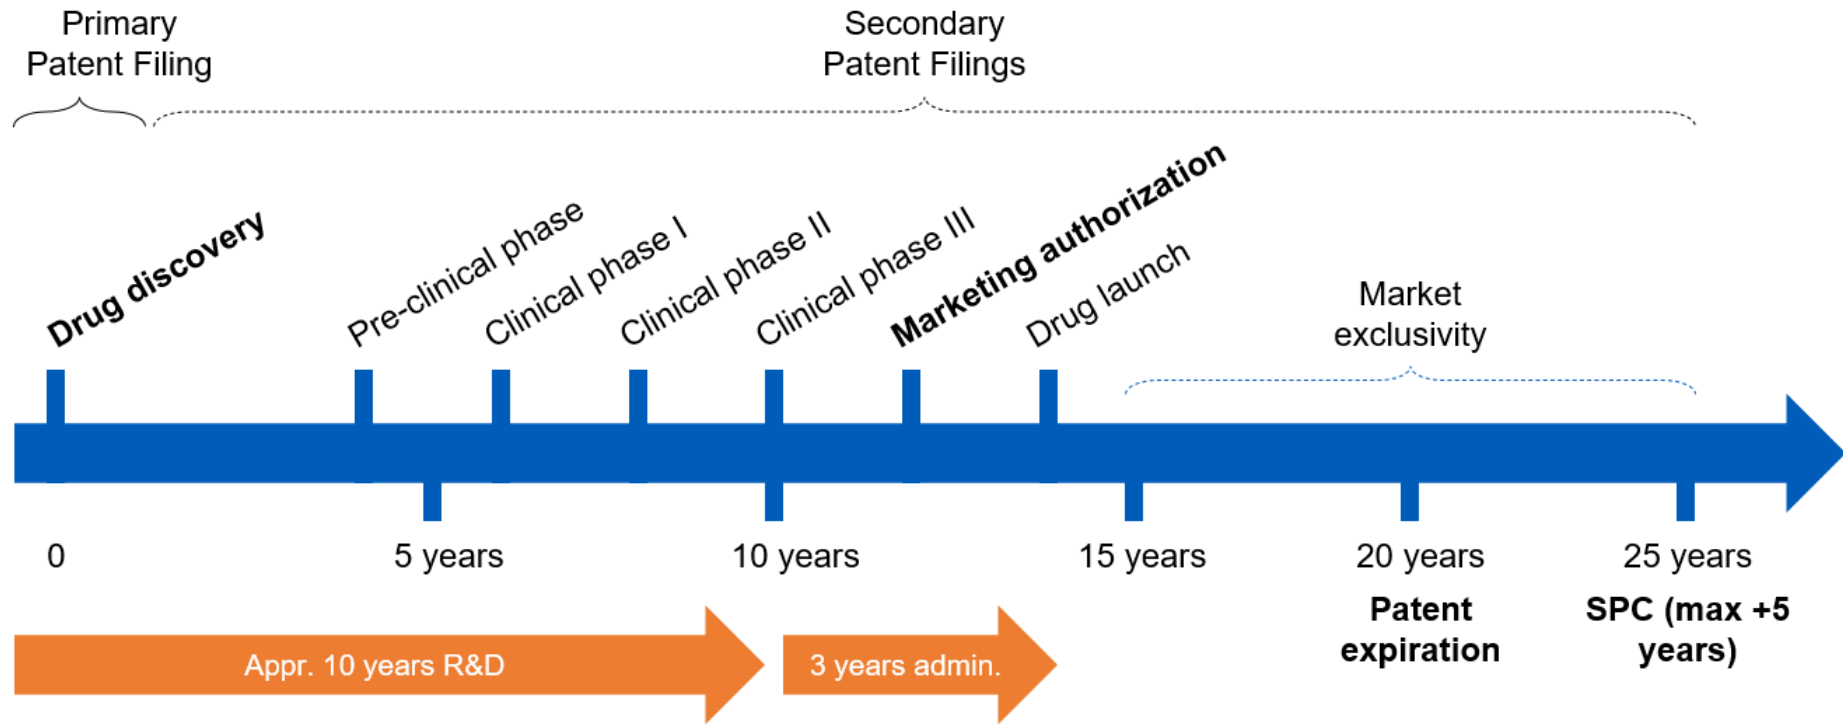 Primary
Patent Filing
Secondary
Patent Filings
Drug discovery
Pre-clinical phase
Clinical phase I
Clinical phase II
Clinical phase III
Marketing authorization
Drug launch
Market
exclusivity
0
5 years
10 years
15 years
20 years
25 years
Patent
expiration
SPC (max +5
years)
Appr. 10 years R&D
3 years admin.